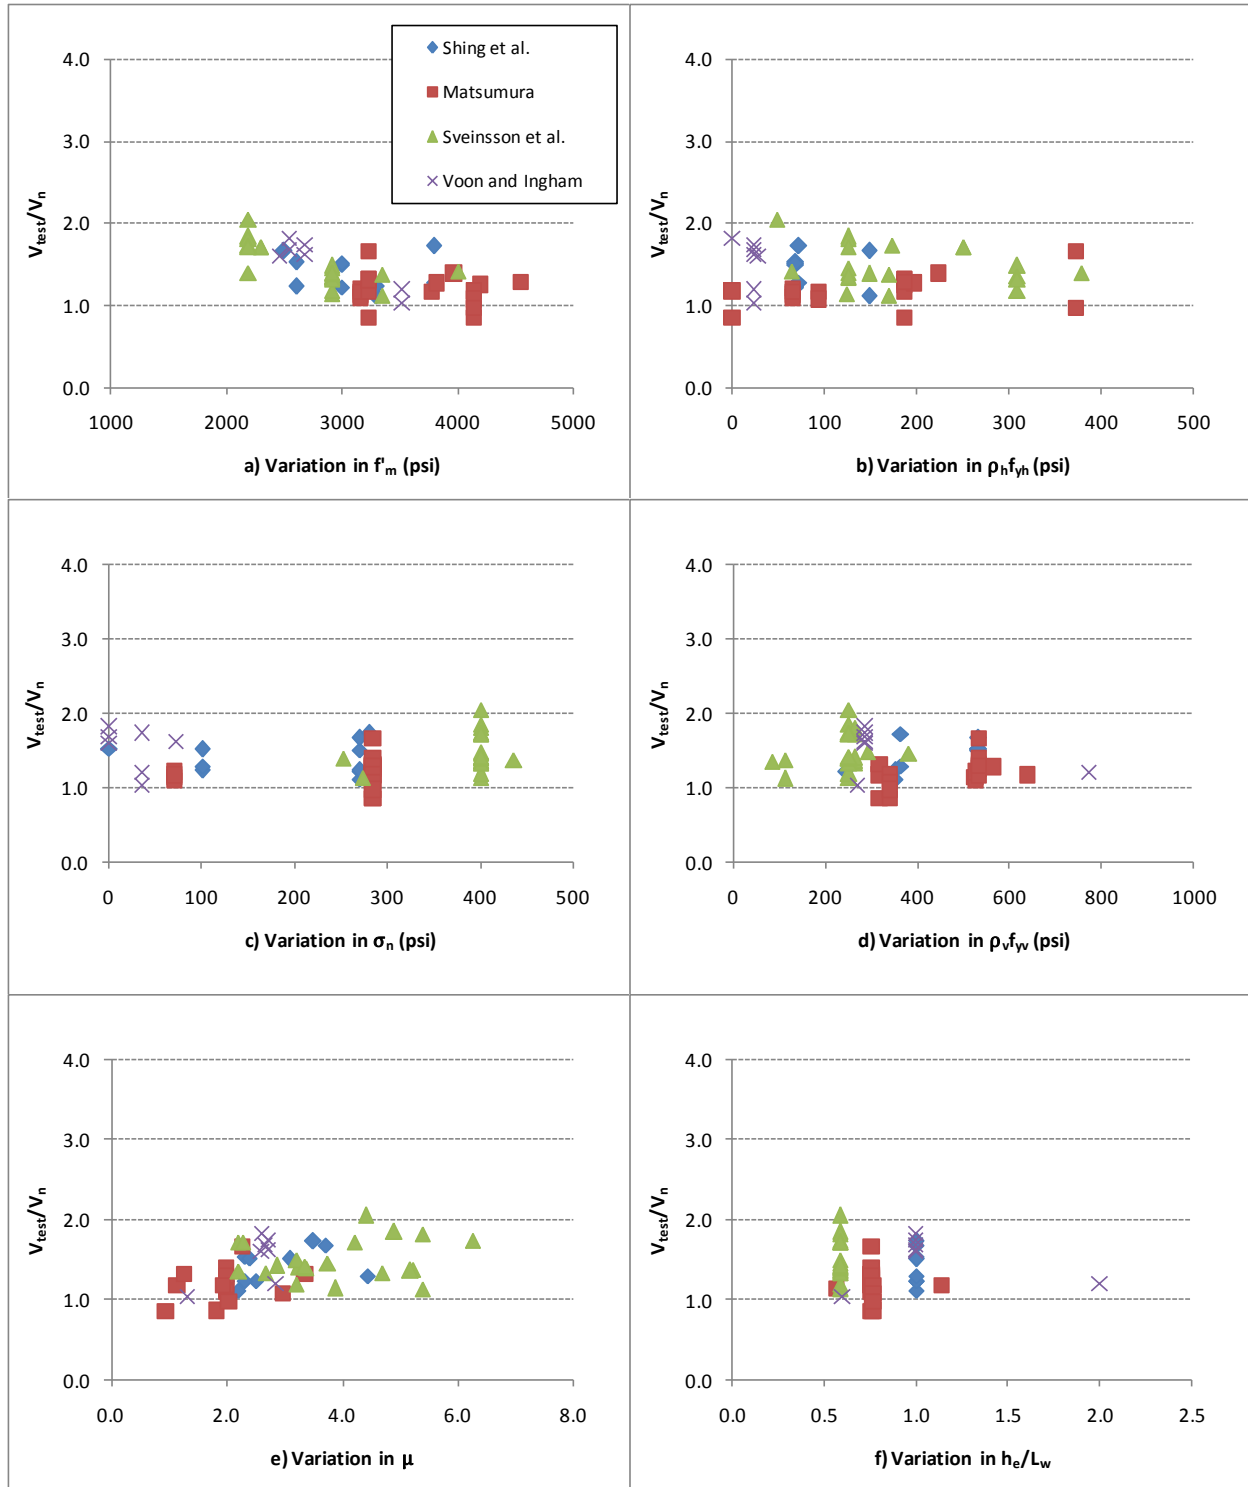 Shing et al.
Matsumura
Sveinsson et al.
Voon and Ingham
4.0
3.0
2.0
1.0
0.0
Vtest/Vn
1000 2000 3000 4000 5000
a) Variation in f'm (psi)
4.0
3.0
2.0
1.0
0.0
Vtest/Vn
0 100 200 300 400 500
b) Variation in ρhfyh (psi)
4.0
3.0
2.0
1.0
0.0
Vtest/Vn
0 100 200 300 400 500
c) Variation in σn (psi)
4.0
3.0
2.0
1.0
0.0
Vtest/Vn
0 200 400 600 800 1000
d) Variation in ρvfyv (psi)
4.0
3.0
2.0
1.0
0.0
Vtest/Vn
0.0 2.0 4.0 6.0 8.0
e) Variation in μ
4.0
3.0
2.0
1.0
0.0
Vtest/Vn
0.0 0.5 1.0 1.5 2.0 2.5
f) Variation in he/Lw